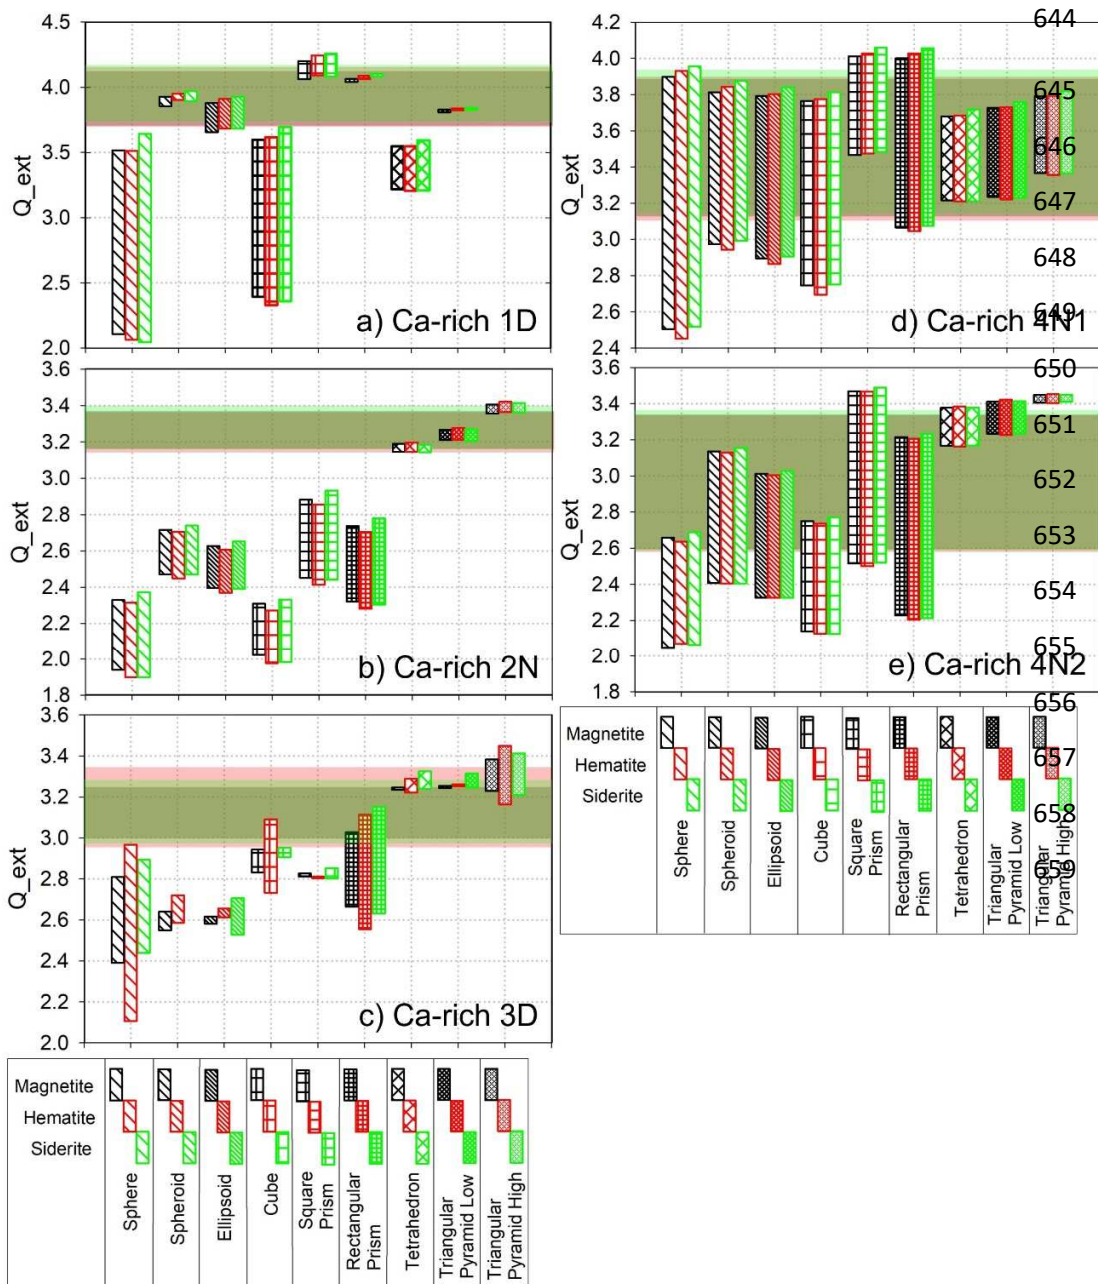 4.5
4.0
3.5
3.0
2.5
2.0
Q_ext
a) Ca-rich 1D
3.6
3.4
3.2
3.0
2.8
2.6
2.4
2.2
2.0
1.8
Q_ext
b) Ca-rich 2N
3.6
3.4
3.2
3.0
2.8
2.6
2.4
2.2
2.0
Q_ext
c) Ca-rich 3D
Magnetite
Hematite
Siderite
Sphere
Spheroid
Ellipsoid
Cube
Square
Prism
Rectangular
Prism
Tetrahedron
Triangular
Pyramid Low
Triangular
Pyramid High
4.2
4.0
3.8
3.6
3.4
3.2
3.0
2.8
2.6
2.4
Q_ext
d) Ca-rich 4N1
3.6
3.4
3.2
3.0
2.8
2.6
2.4
2.2
2.0
1.8
Q_ext
e) Ca-rich 4N2
Magnetite
Hematite
Siderite
Sphere
Spheroid
Ellipsoid
Cube
Square
Prism
Rectangular
Prism
Tetrahedron
Triangular
Pyramid Low
Triangular
Pyramid High
644
645
646
647
648
649
650
651
652
653
654
655
656
657
658
659